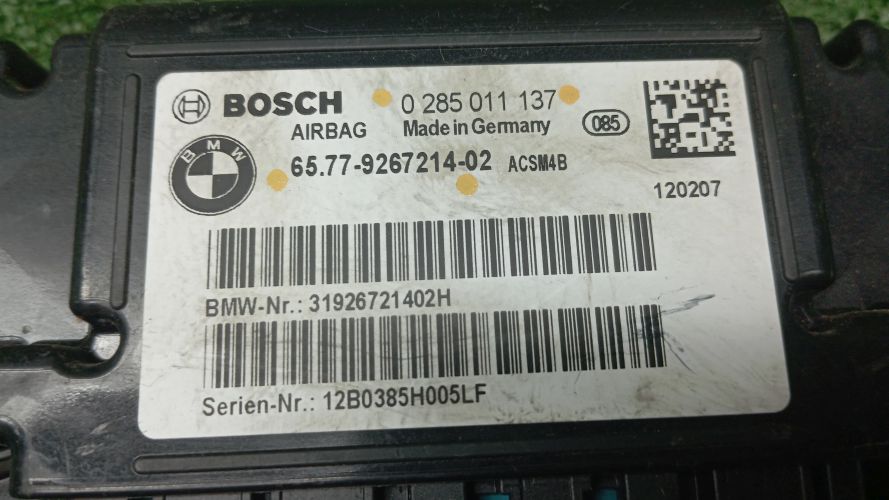 BOSCH 0 285 011 137
AIRBAG Made in Germany 085
BMW 65.77-9267214-02 ACSM4B
120207
BMW-Nr.: 31926721402H
Serien-Nr.: 12B0385H005LF